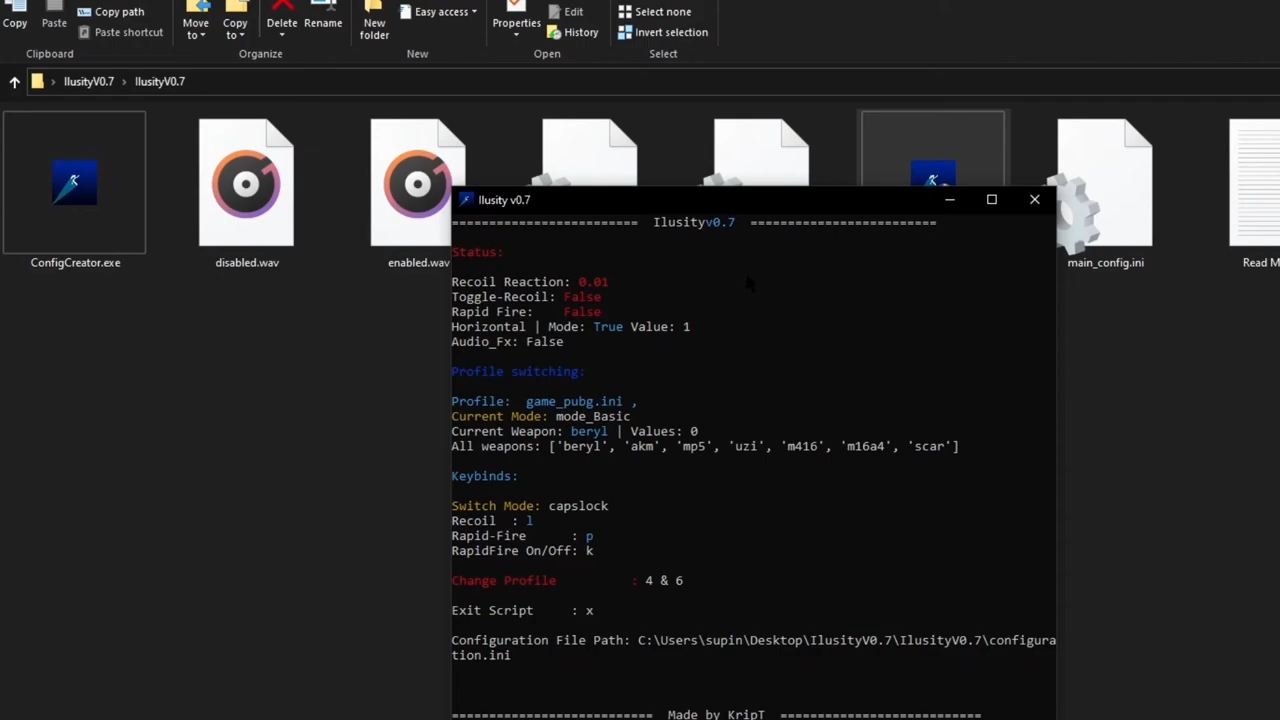 Copy
Paste
Copy path
Paste shortcut
Move to
Copy to
Delete
Rename
New folder
Easy access
Properties
Edit
History
Select none
Invert selection
Clipboard
Organize
New
Open
Select
IlusityV0.7 > IlusityV0.7
ConfigCreator.exe
disabled.wav
enabled.wav
main_config.ini
Read M
Ilusity v0.7
========================= Ilusityv0.7 =========================
Status:
Recoil Reaction: 0.01
Toggle-Recoil: False
Rapid Fire: False
Horizontal | Mode: True Value: 1
Audio_Fx: False
Profile switching:
Profile: game_pubg.ini ,
Current Mode: mode_Basic
Current Weapon: beryl | Values: 0
All weapons: ['beryl', 'akm', 'mp5', 'uzi', 'm416', 'm16a4', 'scar']
Keybinds:
Switch Mode: capslock
Recoil : l
Rapid-Fire : p
RapidFire On/Off: k
Change Profile : 4 & 6
Exit Script : x
Configuration File Path: C:\Users\supin\Desktop\IlusityV0.7\IlusityV0.7\configura
tion.ini
=========================== Made by KripT ===========================